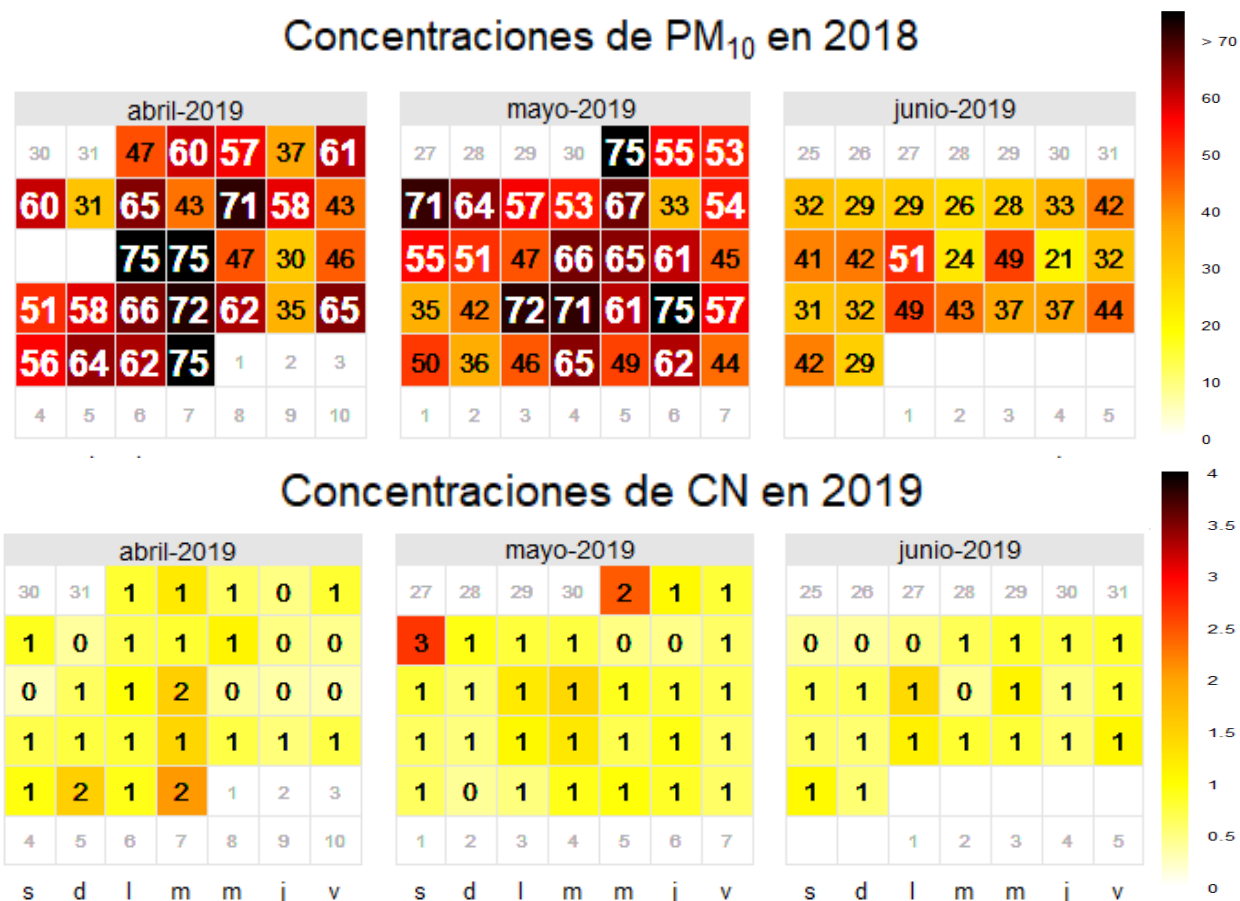 Concentraciones de PM10 en 2018
> 70
60
50
40
30
20
10
0
abril-2019 mayo-2019 junio-2019
30 31 47 60 57 37 61 27 28 29 30 75 55 53 25 26 27 28 29 30 31
60 31 65 43 71 58 43 71 64 57 53 67 33 54 32 29 29 26 28 33 42
75 75 47 30 46 55 51 47 66 65 61 45 41 42 51 24 49 21 32
51 58 66 72 62 35 65 35 42 72 71 61 75 57 31 32 49 43 37 37 44
56 64 62 75 1 2 3 50 36 46 65 49 62 44 42 29
4 5 6 7 8 9 10 1 2 3 4 5 6 7 1 2 3 4 5
Concentraciones de CN en 2019
4
3.5
3
2.5
2
1.5
1
0.5
0
abril-2019 mayo-2019 junio-2019
30 31 1 1 1 0 1 27 28 29 30 2 1 1 25 26 27 28 29 30 31
1 0 1 1 1 0 0 3 1 1 1 0 0 1 0 0 0 1 1 1 1
0 1 1 2 0 0 0 1 1 1 1 1 1 1 1 1 1 0 1 1 1
1 1 1 1 1 1 1 1 1 1 1 1 1 1 1 1 1 1 1 1 1
1 2 1 2 1 2 3 1 0 1 1 1 1 1 1 1
4 5 6 7 8 9 10 1 2 3 4 5 6 7 1 2 3 4 5
s d l m m j v s d l m m j v s d l m m j v